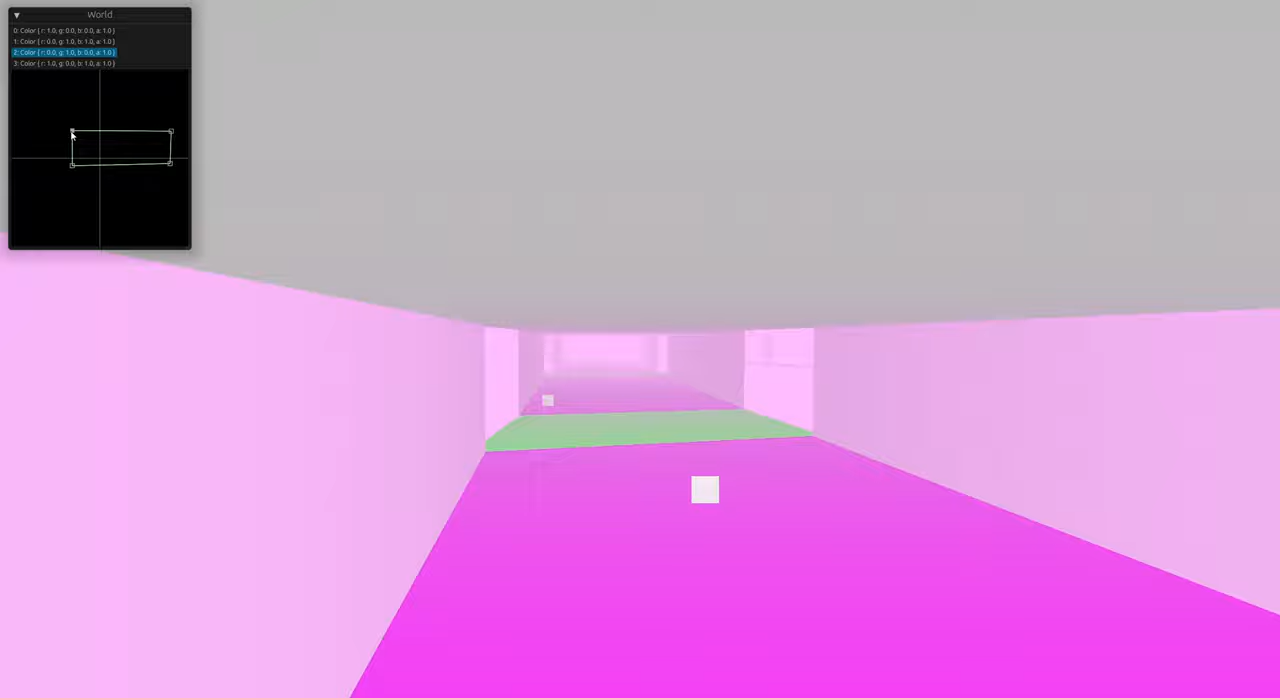 World
0: Color { r: 1.0, g: 0.0, b: 0.0, a: 1.0 }
1: Color { r: 0.0, g: 1.0, b: 1.0, a: 1.0 }
2: Color { r: 0.0, g: 1.0, b: 0.0, a: 1.0 }
3: Color { r: 1.0, g: 0.0, b: 1.0, a: 1.0 }